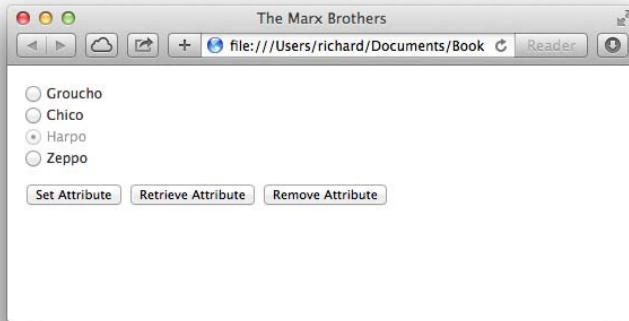 The Marx Brothers
file:///Users/richard/Documents/Book
Reader
Groucho
Chico
Harpo
Zeppo
Set Attribute Retrieve Attribute Remove Attribute